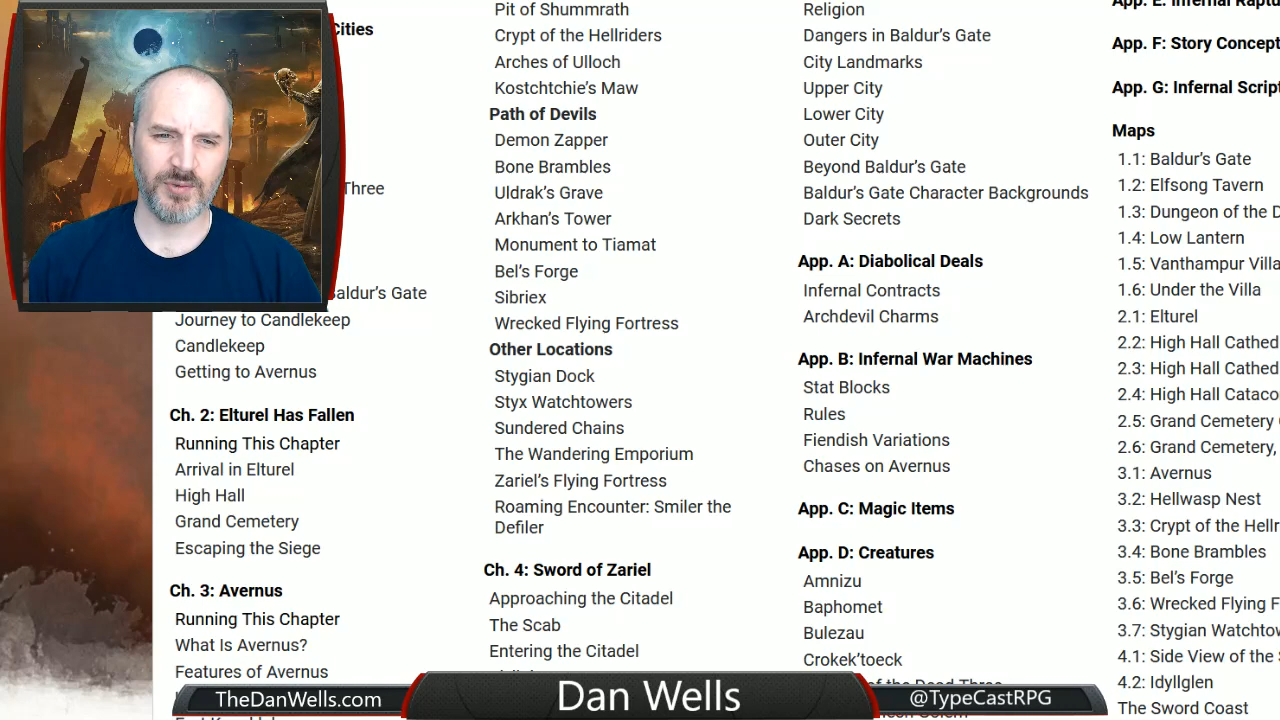 Cities
Three
Baldur's Gate
Journey to Candlekeep
Candlekeep
Getting to Avernus
Ch. 2: Elturel Has Fallen
Running This Chapter
Arrival in Elturel
High Hall
Grand Cemetery
Escaping the Siege
Ch. 3: Avernus
Running This Chapter
What Is Avernus?
Features of Avernus
Pit of Shummrath
Crypt of the Hellriders
Arches of Ulloch
Kostchtchie's Maw
Path of Devils
Demon Zapper
Bone Brambles
Uldrak's Grave
Arkhan's Tower
Monument to Tiamat
Bel's Forge
Sibriex
Wrecked Flying Fortress
Other Locations
Stygian Dock
Styx Watchtowers
Sundered Chains
The Wandering Emporium
Zariel's Flying Fortress
Roaming Encounter: Smiler the
Defiler
Ch. 4: Sword of Zariel
Approaching the Citadel
The Scab
Entering the Citadel
Religion
Dangers in Baldur's Gate
City Landmarks
Upper City
Lower City
Outer City
Beyond Baldur's Gate
Baldur's Gate Character Backgrounds
Dark Secrets
App. A: Diabolical Deals
Infernal Contracts
Archdevil Charms
App. B: Infernal War Machines
Stat Blocks
Rules
Fiendish Variations
Chases on Avernus
App. C: Magic Items
App. D: Creatures
Amnizu
Baphomet
Bulezau
Crokek'toeck
of the Dead Three
App. E: Infernal Raptu
App. F: Story Concept
App. G: Infernal Script
Maps
1.1: Baldur's Gate
1.2: Elfsong Tavern
1.3: Dungeon of the D
1.4: Low Lantern
1.5: Vanthampur Villa
1.6: Under the Villa
2.1: Elturel
2.2: High Hall Cathed
2.3: High Hall Cathed
2.4: High Hall Cataco
2.5: Grand Cemetery
2.6: Grand Cemetery,
3.1: Avernus
3.2: Hellwasp Nest
3.3: Crypt of the Hellr
3.4: Bone Brambles
3.5: Bel's Forge
3.6: Wrecked Flying F
3.7: Stygian Watchtow
4.1: Side View of the
4.2: Idyllglen
The Sword Coast
TheDanWells.com
Dan Wells
@TypeCastRPG